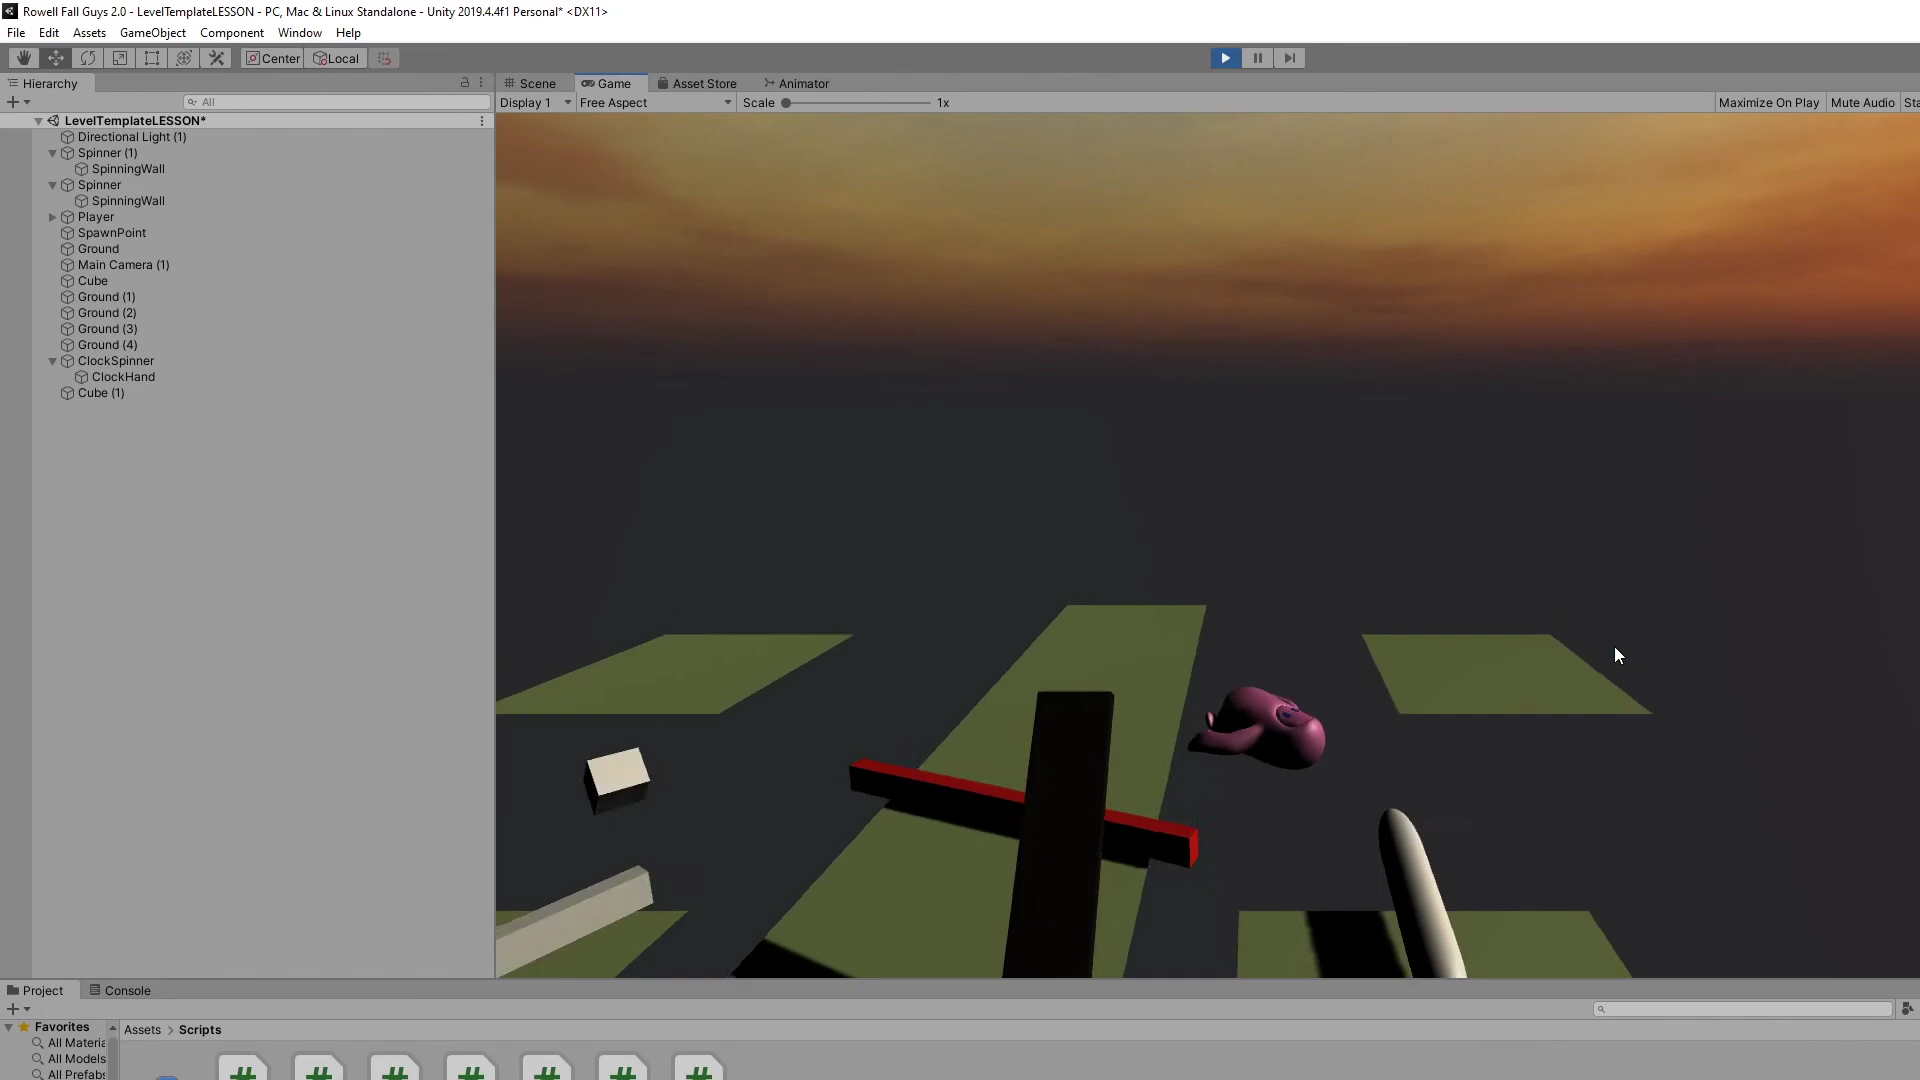 Rowell Fall Guys 2.0 - LevelTemplateLESSON - PC, Mac & Linux Standalone - Unity 2019.4.4f1 Personal* <DX11>
File Edit Assets GameObject Component Window Help
Center Local
Hierarchy
All
LevelTemplateLESSON*
Directional Light (1)
Spinner (1)
SpinningWall
Spinner
SpinningWall
Player
SpawnPoint
Ground
Main Camera (1)
Cube
Ground (1)
Ground (2)
Ground (3)
Ground (4)
ClockSpinner
ClockHand
Cube (1)
Scene Game Asset Store Animator
Display 1 Free Aspect Scale 1x Maximize On Play Mute Audio Sta
Project Console
Favorites
All Materia
All Models
All Prefabs
Assets > Scripts
# # # # # # #